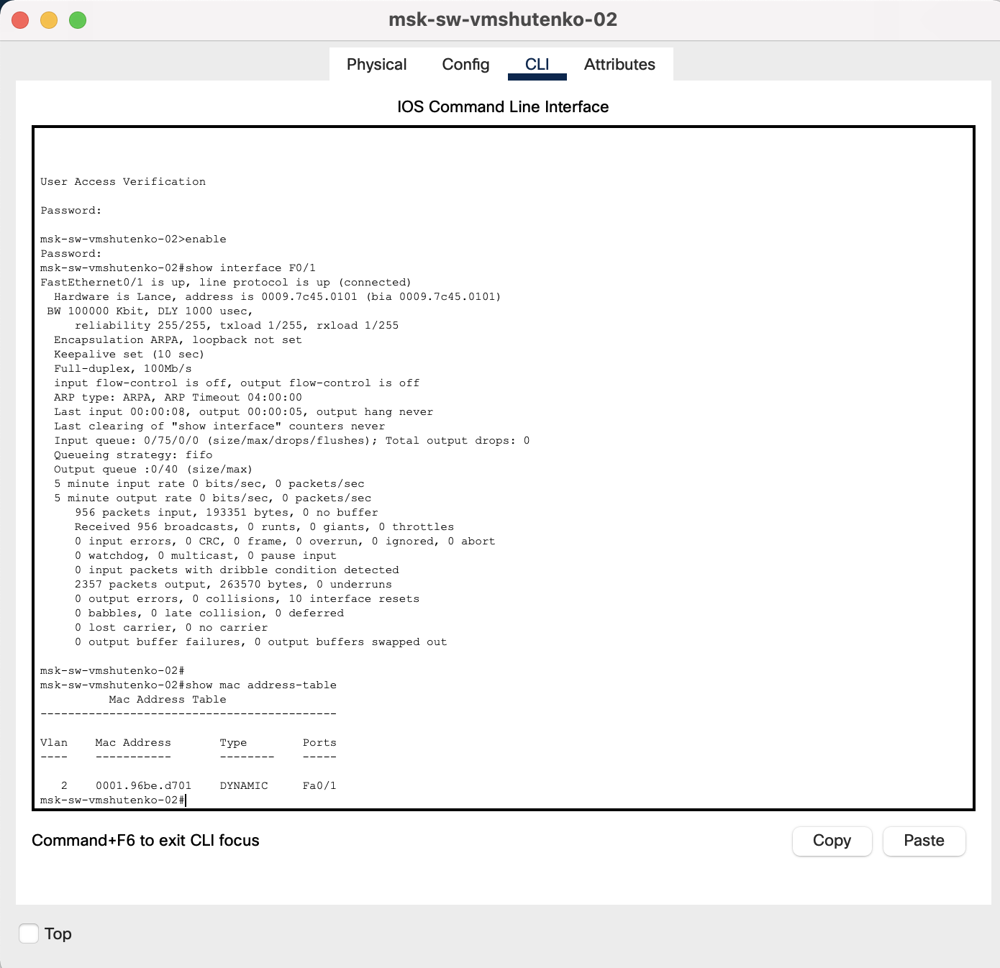 msk-sw-vmshutenko-02
Physical Config CLI Attributes
IOS Command Line Interface
User Access Verification
Password:
msk-sw-vmshutenko-02>enable
Password:
msk-sw-vmshutenko-02#show interface F0/1
FastEthernet0/1 is up, line protocol is up (connected)
  Hardware is Lance, address is 0009.7c45.0101 (bia 0009.7c45.0101)
 BW 100000 Kbit, DLY 1000 usec,
     reliability 255/255, txload 1/255, rxload 1/255
  Encapsulation ARPA, loopback not set
  Keepalive set (10 sec)
  Full-duplex, 100Mb/s
  input flow-control is off, output flow-control is off
  ARP type: ARPA, ARP Timeout 04:00:00
  Last input 00:00:08, output 00:00:05, output hang never
  Last clearing of "show interface" counters never
  Input queue: 0/75/0/0 (size/max/drops/flushes); Total output drops: 0
  Queueing strategy: fifo
  Output queue :0/40 (size/max)
  5 minute input rate 0 bits/sec, 0 packets/sec
  5 minute output rate 0 bits/sec, 0 packets/sec
     956 packets input, 193351 bytes, 0 no buffer
     Received 956 broadcasts, 0 runts, 0 giants, 0 throttles
     0 input errors, 0 CRC, 0 frame, 0 overrun, 0 ignored, 0 abort
     0 watchdog, 0 multicast, 0 pause input
     0 input packets with dribble condition detected
     2357 packets output, 263570 bytes, 0 underruns
     0 output errors, 0 collisions, 10 interface resets
     0 babbles, 0 late collision, 0 deferred
     0 lost carrier, 0 no carrier
     0 output buffer failures, 0 output buffers swapped out
msk-sw-vmshutenko-02#
msk-sw-vmshutenko-02#show mac address-table
          Mac Address Table
-------------------------------------------
Vlan    Mac Address       Type        Ports
----    -----------       --------    -----
   2    0001.96be.d701    DYNAMIC     Fa0/1
msk-sw-vmshutenko-02#
Command+F6 to exit CLI focus
Copy Paste
Top